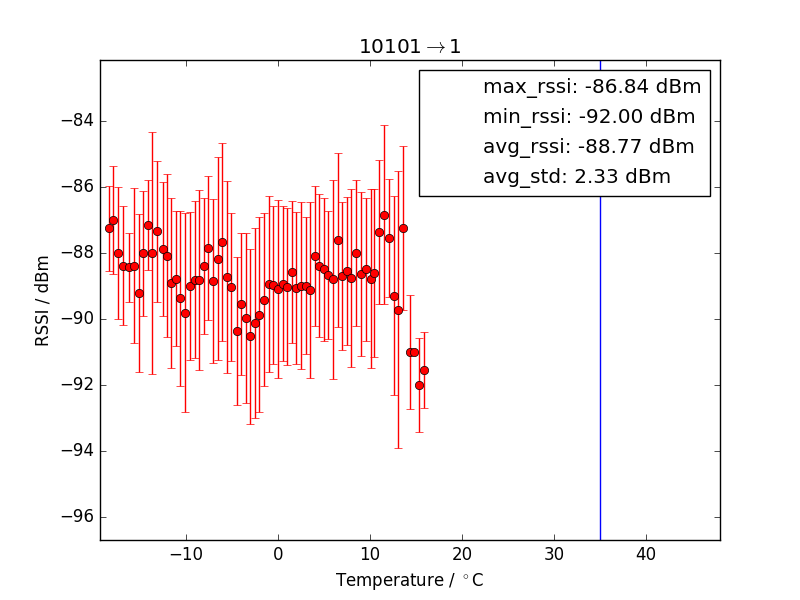 10101→1
max_rssi: -86.84 dBm
min_rssi: -92.00 dBm
avg_rssi: -88.77 dBm
avg_std: 2.33 dBm
RSSI / dBm
−84
−86
−88
−90
−92
−94
−96
−10 0 10 20 30 40
Temperature / °C